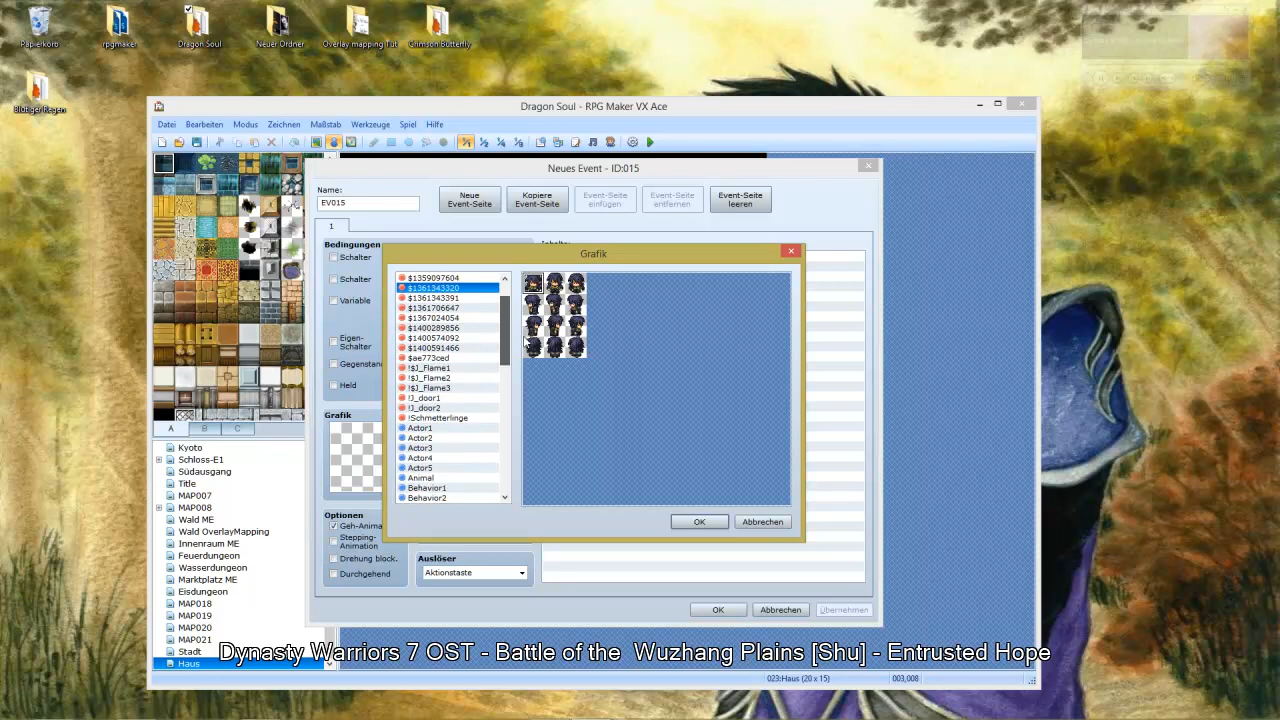 Papierkorb
rpgmaker
Dragon Soul
Neuer Ordner
Overlay mapping Tut
Crimson Butterfly
Blutiger Regen
Dragon Soul - RPG Maker VX Ace
Datei Bearbeiten Modus Zeichnen Maßstab Werkzeuge Spiel Hilfe
Neues Event - ID:015
Name:
EV015
Neue
Event-Seite
Kopiere
Event-Seite
Event-Seite
einfügen
Event-Seite
entfernen
Event-Seite
leeren
1
Bedingungen
Schalter
Schalter
Variable
Eigen-
Schalter
Gegenstand
Held
Grafik
Grafik
$1359097604
$1361343320
$1361343391
$1361706647
$1367024054
$1400289856
$1400574092
$1400591466
$ae773ced
!$J_Flame1
!$J_Flame2
!$J_Flame3
!J_door1
!J_door2
!Schmetterlinge
Actor1
Actor2
Actor3
Actor4
Actor5
Animal
Behavior1
Behavior2
OK
Abbrechen
Optionen
Geh-Anima
Stepping-
Animation
Drehung block.
Durchgehend
Auslöser
Aktionstaste
OK
Abbrechen
Übernehmen
A B C
Kyoto
Schloss-E1
Südausgang
Title
MAP007
MAP008
Wald ME
Wald OverlayMapping
Innenraum ME
Feuerdungeon
Wasserdungeon
Marktplatz ME
Eisdungeon
MAP018
MAP019
MAP020
MAP021
Stadt
Haus
Dynasty Warriors 7 OST - Battle of the Wuzhang Plains [Shu] - Entrusted Hope
023:Haus (20 x 15)
003,008